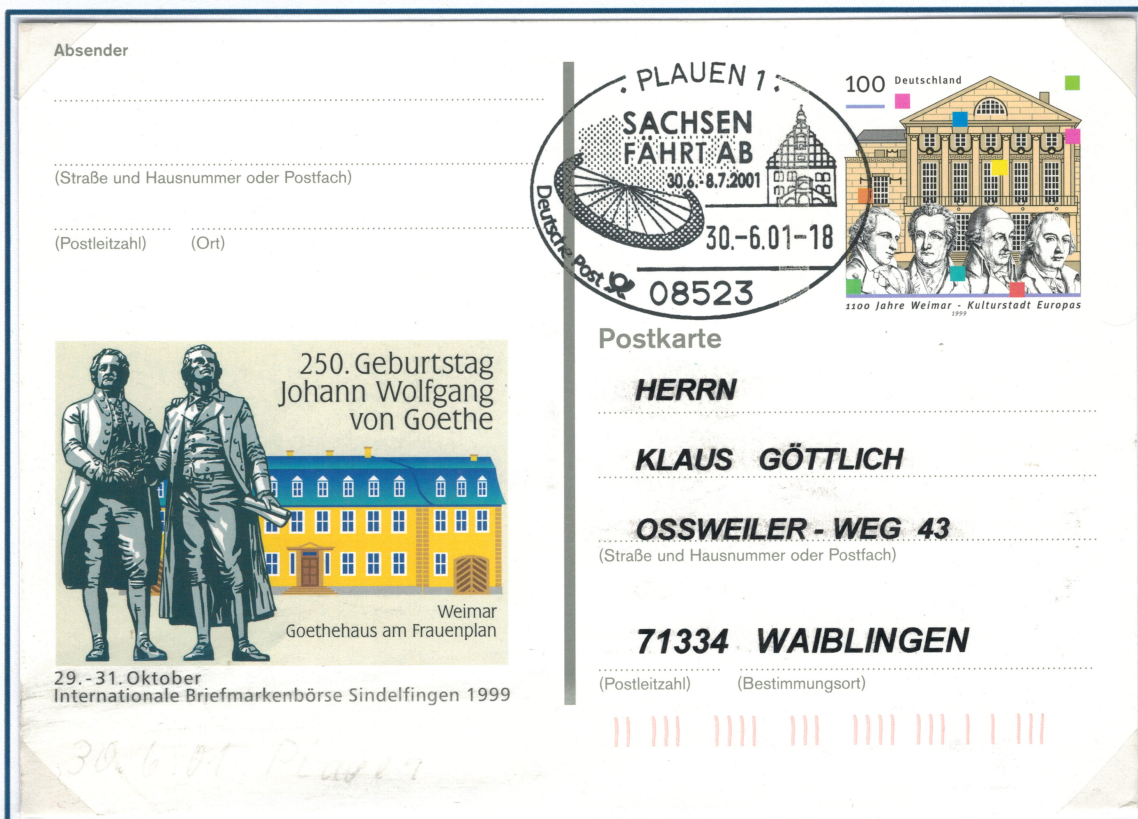 Absender
(Straße und Hausnummer oder Postfach)
(Postleitzahl) (Ort)
PLAUEN 1
SACHSEN
FÄHRT AB
30.6.-8.7.2001
30.-6.01-18
Deutsche Post
08523
100 Deutschland
1100 Jahre Weimar - Kulturstadt Europas
1999
250. Geburtstag
Johann Wolfgang
von Goethe
Weimar
Goethehaus am Frauenplan
29.-31. Oktober
Internationale Briefmarkenbörse Sindelfingen 1999
30.6.01 Plauen
Postkarte
HERRN
KLAUS GÖTTLICH
OSSWEILER - WEG 43
(Straße und Hausnummer oder Postfach)
71334 WAIBLINGEN
(Postleitzahl) (Bestimmungsort)